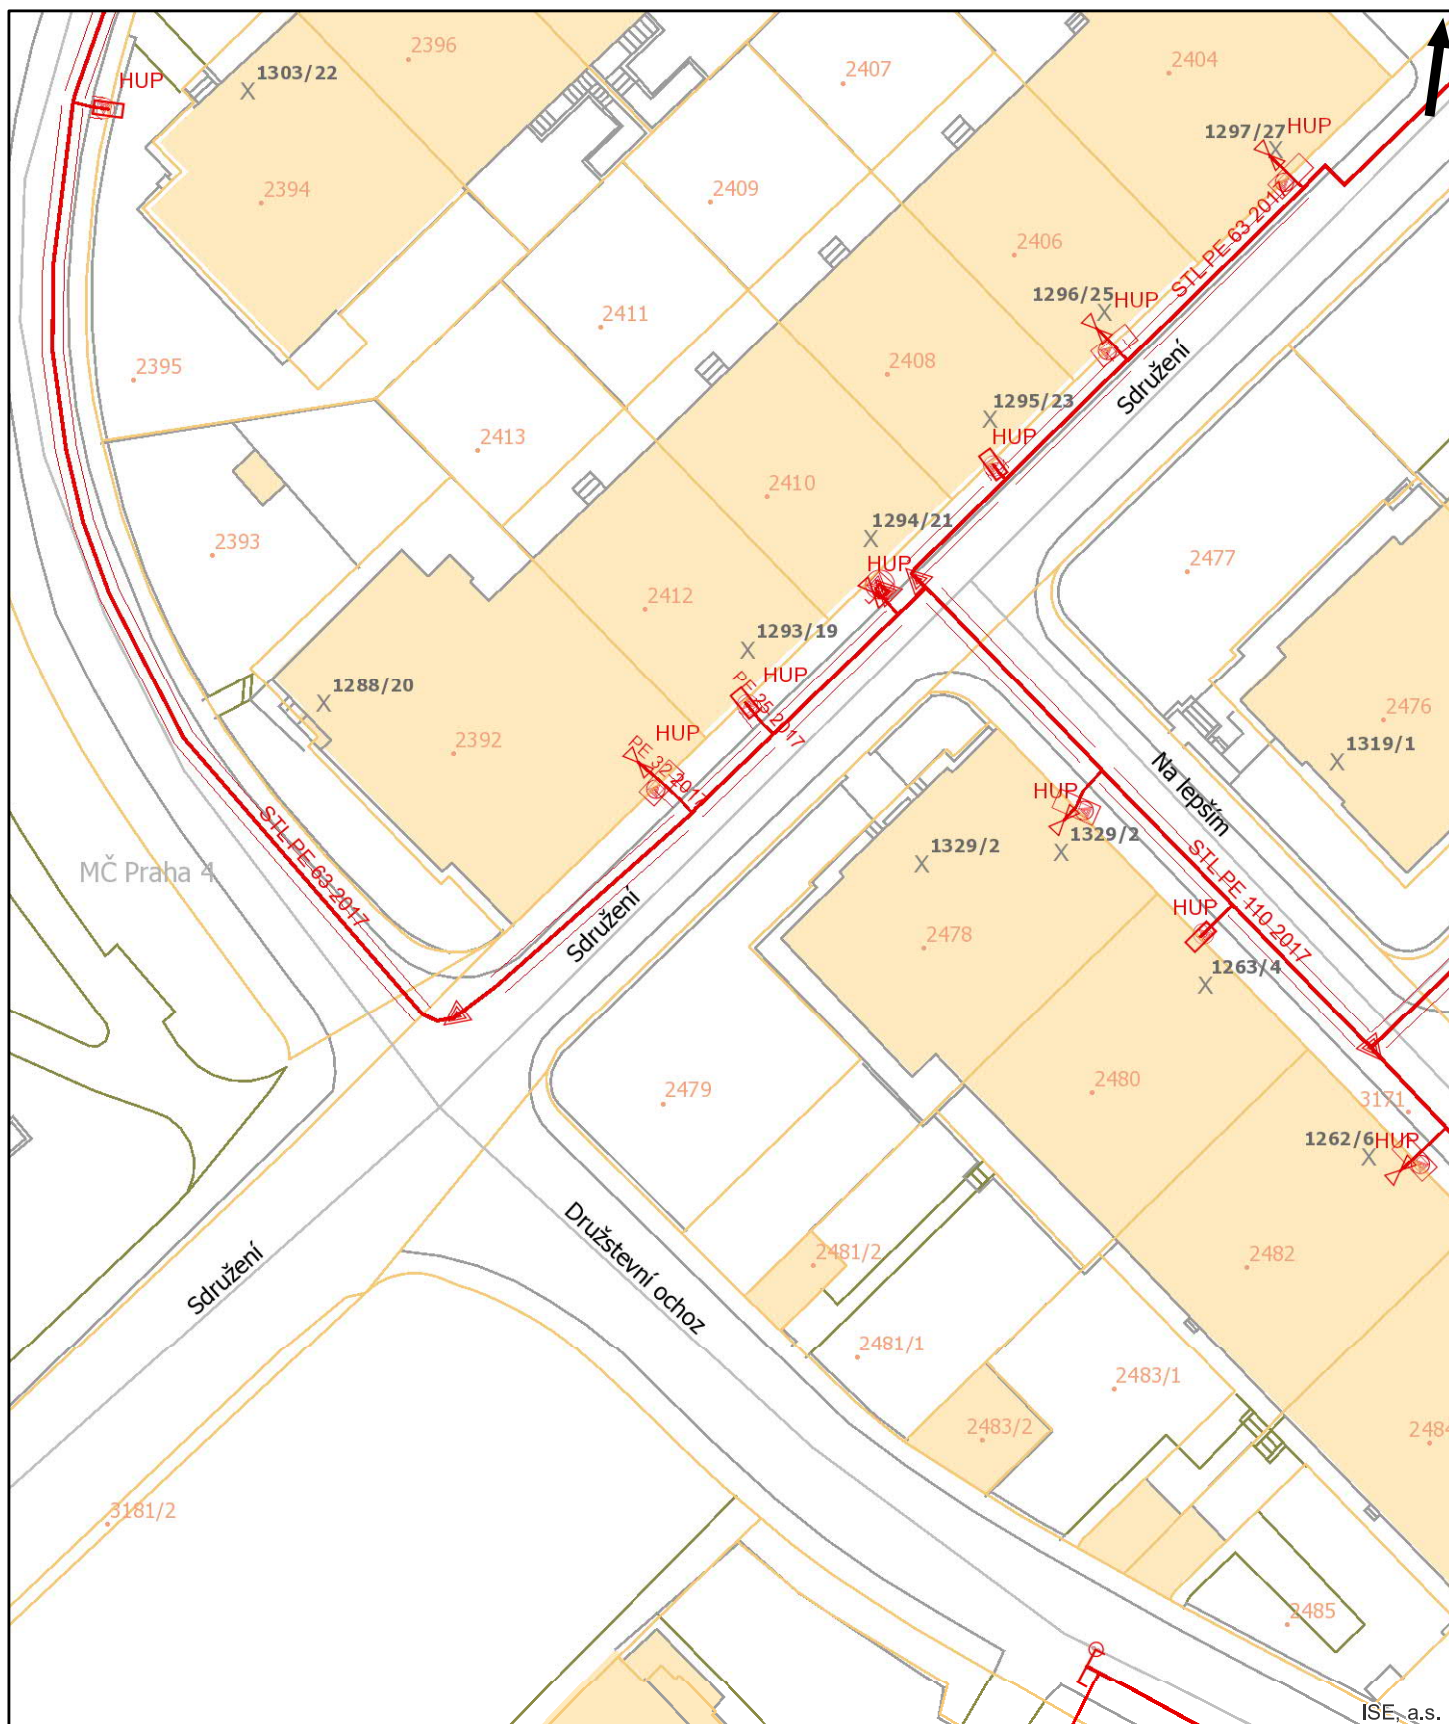 2396
2404
2407
HUP
1303/22
HUP
1297/27
2394
2409
STL PE 63 2017
2406
1296/25
HUP
2411
2395
2408
Sdružení
1295/23
HUP
2413
2410
1294/21
2393
HUP
2477
2412
1293/19
HUP
PE 25 2017
1288/20
2476
HUP
2392
PE 32 2017
1319/1
Na lepším
HUP
STL PE 63 2017
MČ Praha 4
1329/2
1329/2
STL PE 110 2017
HUP
Sdružení
2478
1263/4
2480
2479
3171
1262/6
HUP
Družstevní ochoz
2481/2
2482
Sdružení
2481/1
2483/1
2483/2
3181/2
2485
ISE, a.s.